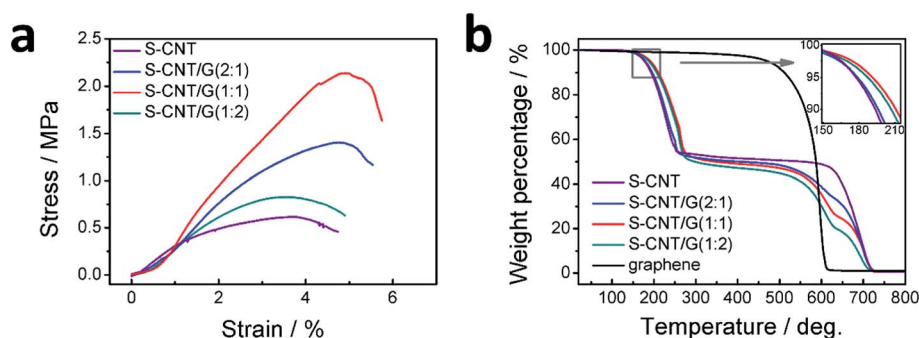 a
Stress / MPa
2.5
2.0
1.5
1.0
0.5
0.0
S-CNT
S-CNT/G(2:1)
S-CNT/G(1:1)
S-CNT/G(1:2)
0 2 4 6 8
Strain / %
b
Weight percentage / %
100
80
60
40
20
0
S-CNT
S-CNT/G(2:1)
S-CNT/G(1:1)
S-CNT/G(1:2)
graphene
100 200 300 400 500 600 700 800
Temperature / deg.
95
90
150 180 210